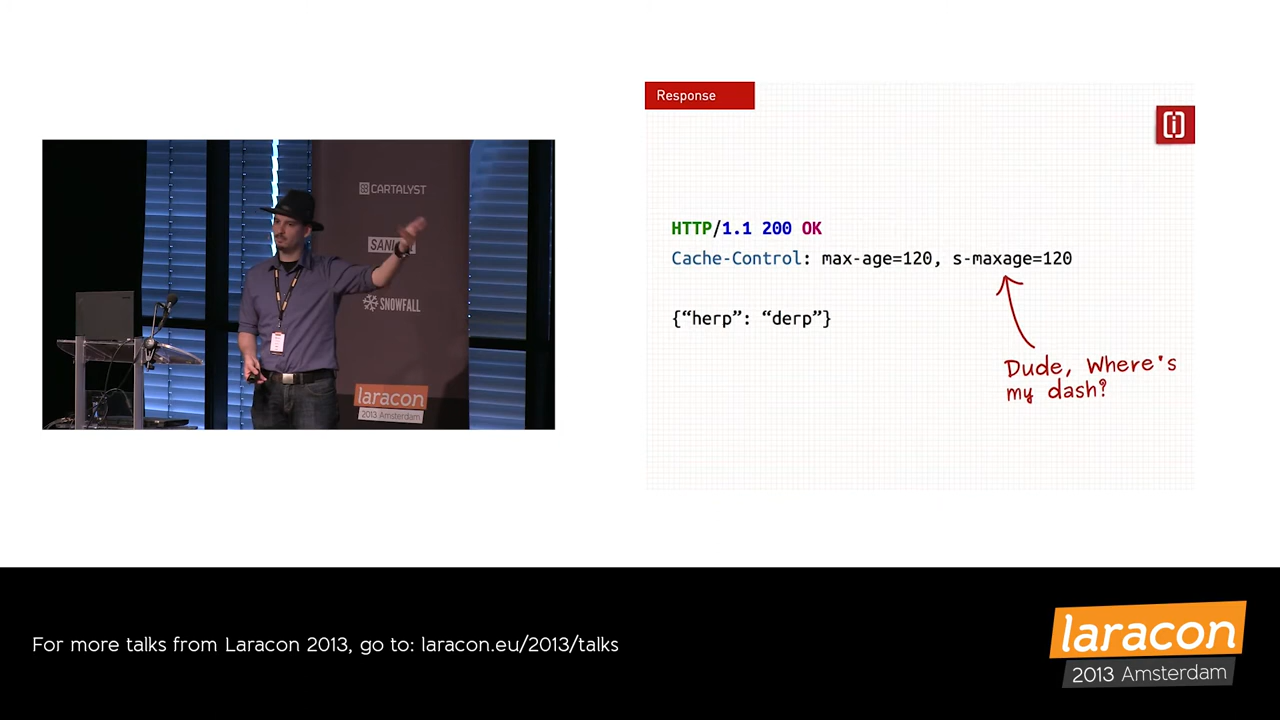 CARTALYST
SNOWFALL
laracon
2013 Amsterdam
Response
[i]
HTTP/1.1 200 OK
Cache-Control: max-age=120, s-maxage=120
{“herp”: “derp”}
Dude, Where's
my dash?
For more talks from Laracon 2013, go to: laracon.eu/2013/talks
laracon
2013 Amsterdam